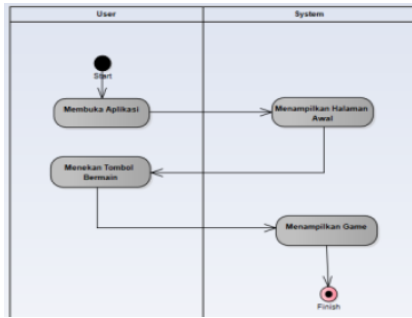 User
System
Start
Membuka Aplikasi
Menampilkan Halaman
Awal
Menekan Tombol
Bermain
Menampilkan Game
Finish